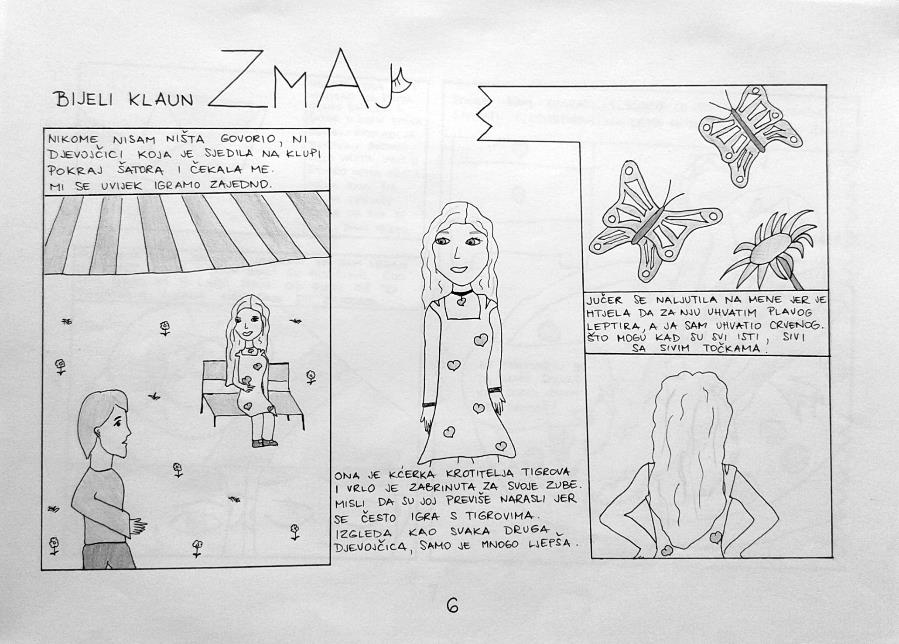 BIJELI KLAUN ZMAJ
NIKOME NISAM NIŠTA GOVORIO, NI
DJEVOJČICI KOJA JE SJEDILA NA KLUPI
POKRAJ ŠATORA I ČEKALA ME.
MI SE UVIJEK IGRAMO ZAJEDNO.
ONA JE KĆERKA KROTITELJA TIGROVA
I VRLO JE ZABRINUTA ZA SVOJE ZUBE.
MISLI DA SU JOJ PREVIŠE NARASLI JER
SE ČESTO IGRA S TIGROVIMA.
IZGLEDA KAO SVAKA DRUGA
DJEVOJČICA, SAMO JE MNOGO LJEPŠA.
JUČER SE NALJUTILA NA MENE JER JE
HTJELA DA ZA NJU UHVATIM PLAVOG
LEPTIRA, A JA SAM UHVATIO CRVENOG.
ŠTO MOGU KAD SU SVI ISTI, SIVI
SA SIVIM TOČKAMA.
6